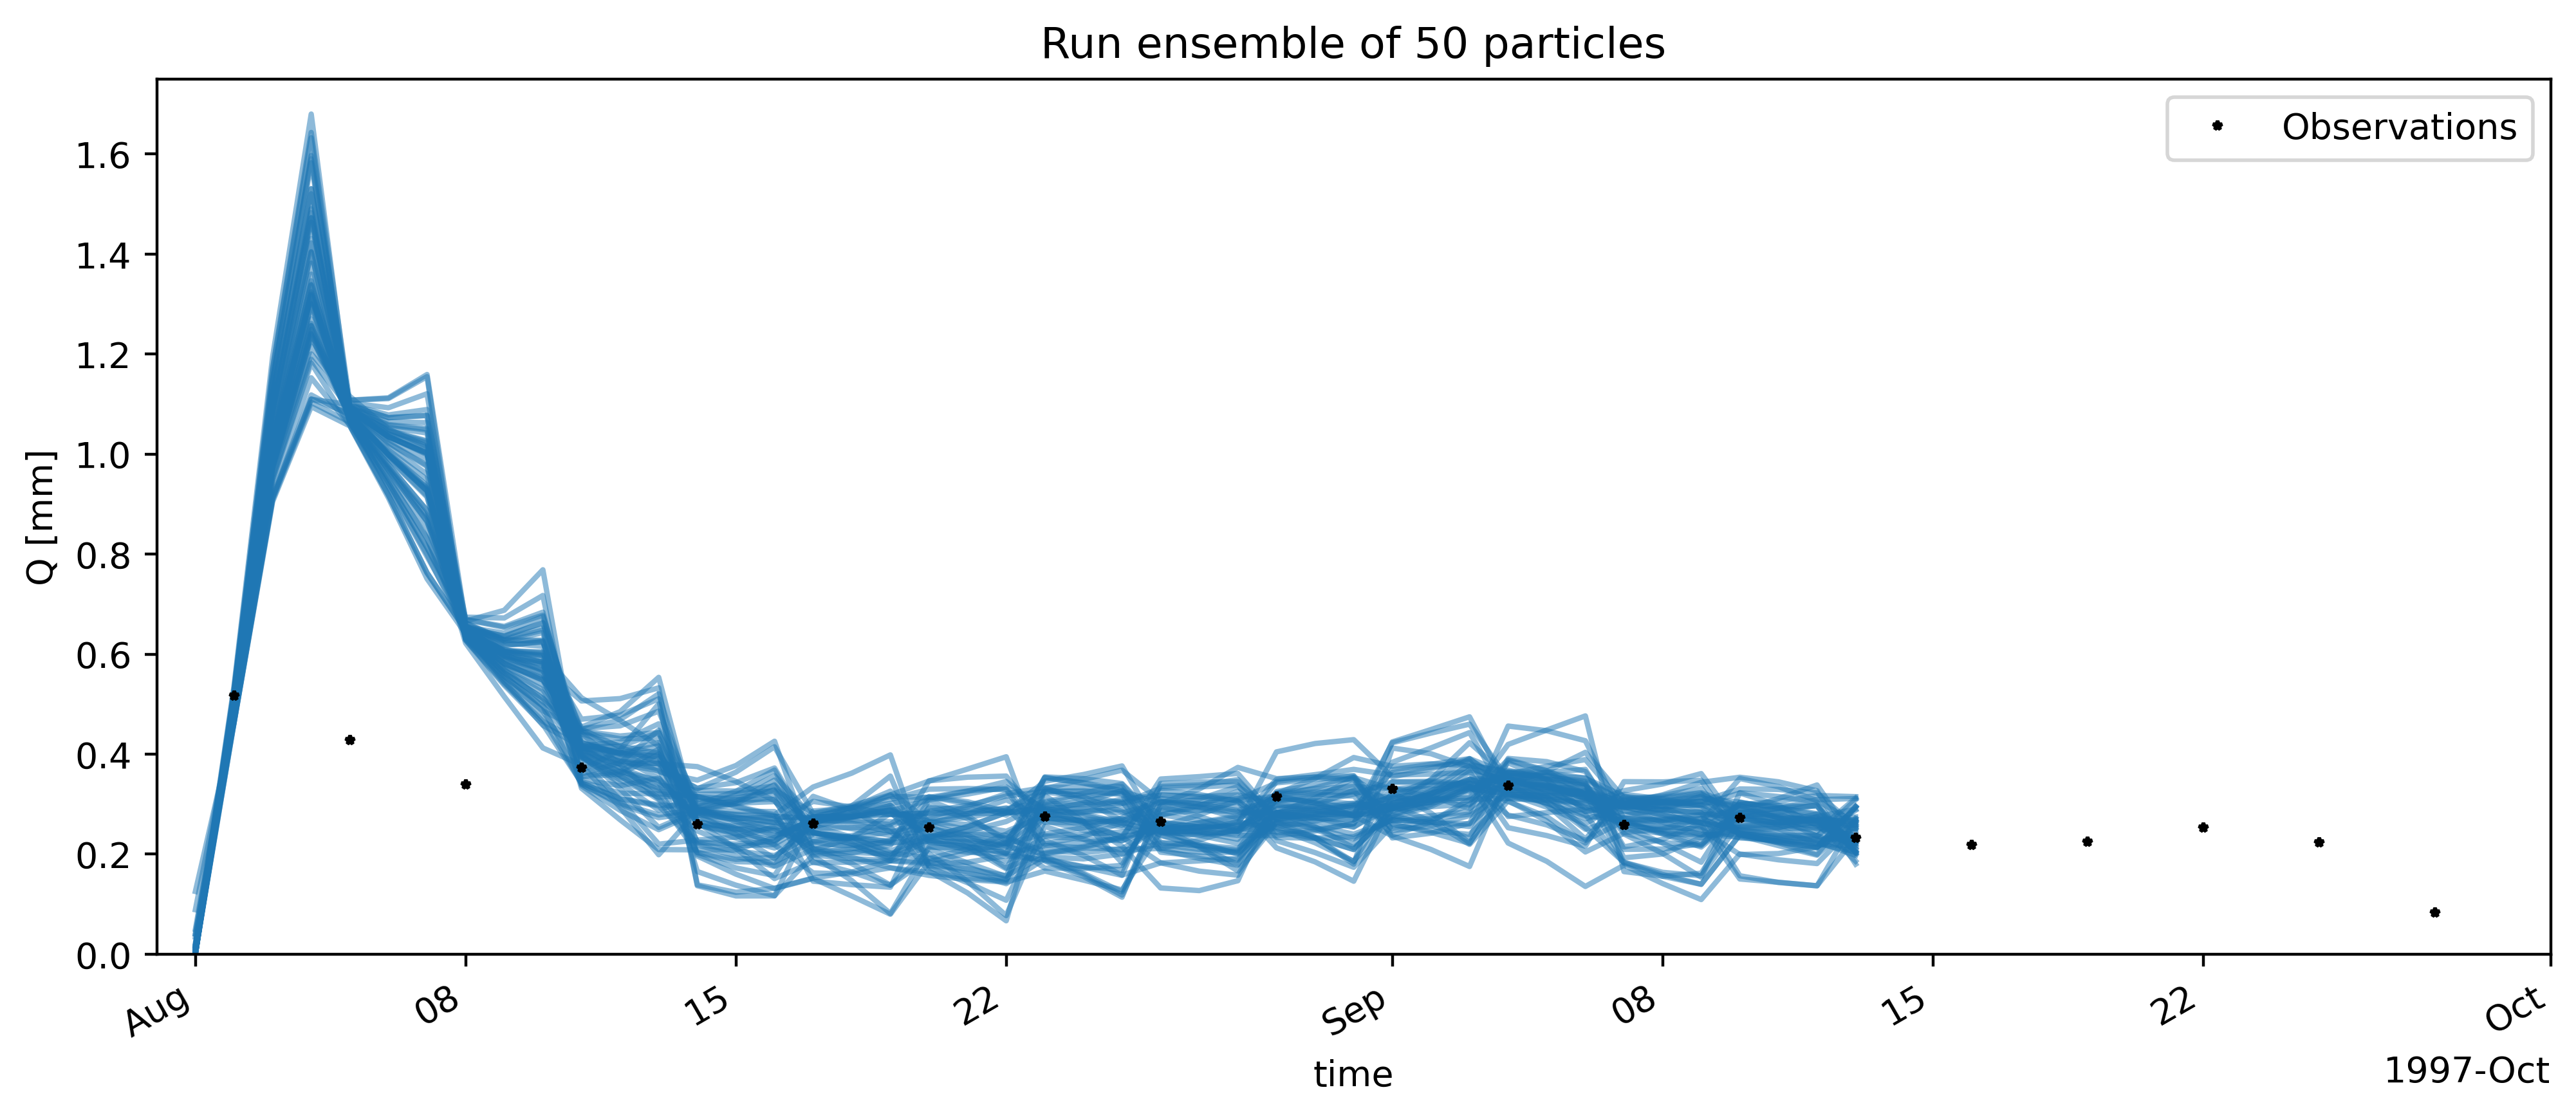 Run ensemble of 50 particles
Observations
Q [mm]
1.6
1.4
1.2
1.0
0.8
0.6
0.4
0.2
0.0
Aug 08 15 22 Sep 08 15 22 Oct
time
1997-Oct